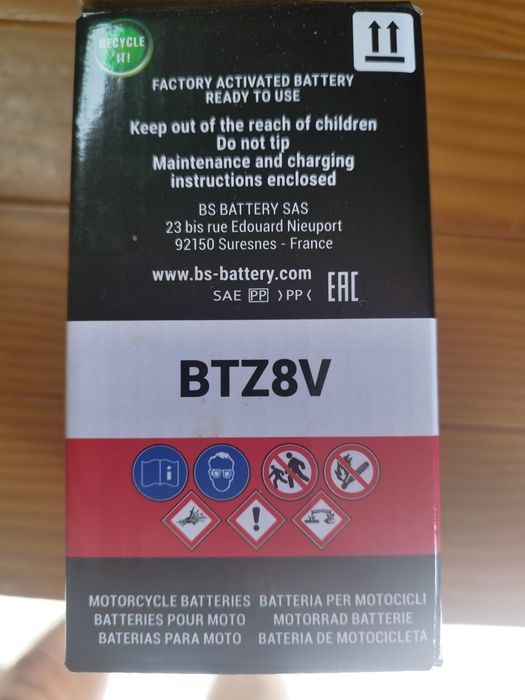 RECYCLE
IT!
FACTORY ACTIVATED BATTERY
READY TO USE
Keep out of the reach of children
Do not tip
Maintenance and charging
instructions enclosed
BS BATTERY SAS
23 bis rue Edouard Nieuport
92150 Suresnes - France
www.bs-battery.com
SAE PP >PP< EAC
BTZ8V
MOTORCYCLE BATTERIES BATTERIA PER MOTOCICLI
BATTERIES POUR MOTO MOTORRAD BATTERIE
BATERIAS PARA MOTO BATERIA DE MOTOCICLETA